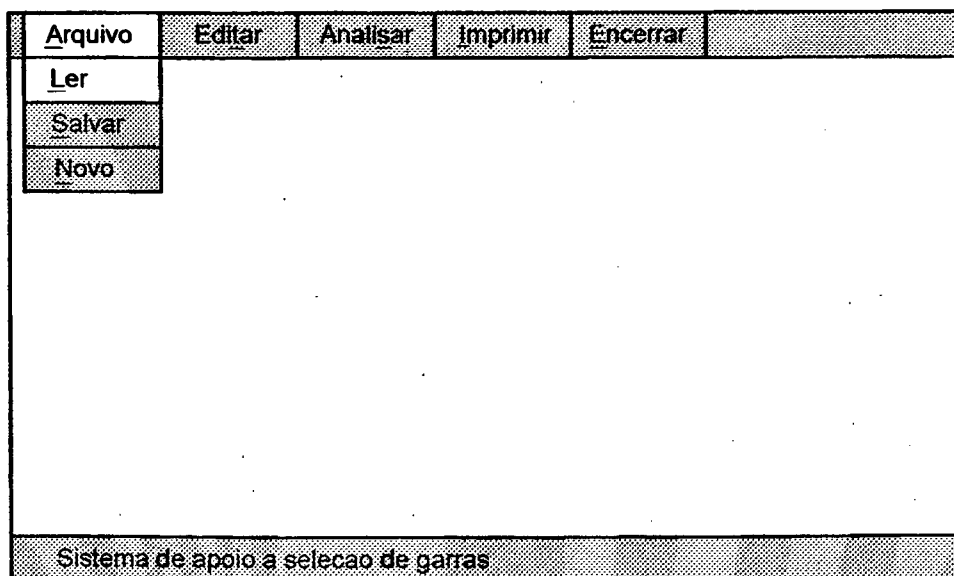 Arquivo Editar Analisar Imprimir Encerrar
Ler
Salvar
Novo
Sistema de apoio a selecao de garras